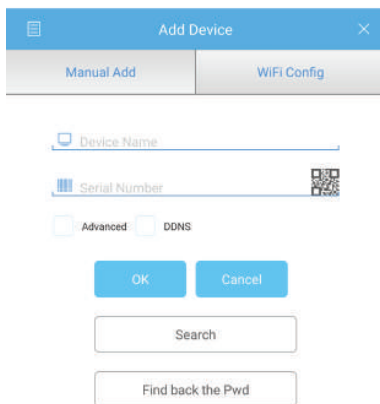 Add Device
Manual Add WiFi Config
Device Name
Serial Number
Advanced DDNS
OK Cancel
Search
Find back the Pwd